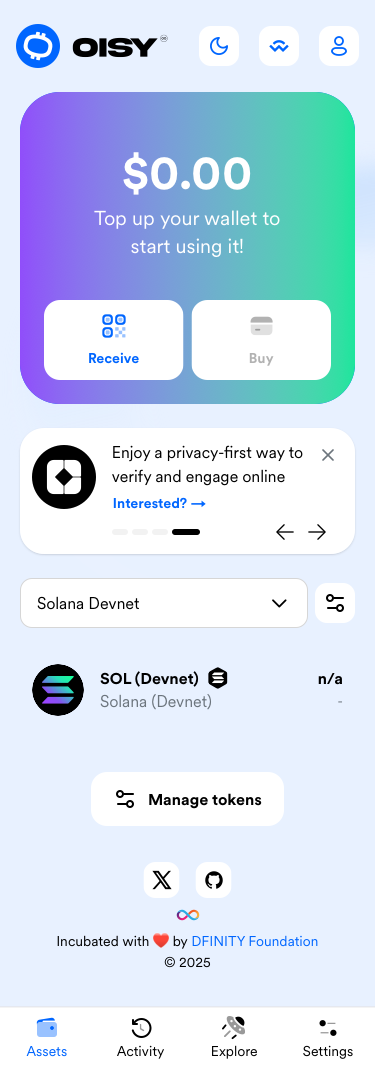 OISY
$0.00
Top up your wallet to
start using it!
Receive
Buy
Enjoy a privacy-first way to
verify and engage online
Interested? →
Solana Devnet
SOL (Devnet)
n/a
Solana (Devnet)
-
Manage tokens
Incubated with ❤️ by DFINITY Foundation
© 2025
Assets
Activity
Explore
Settings